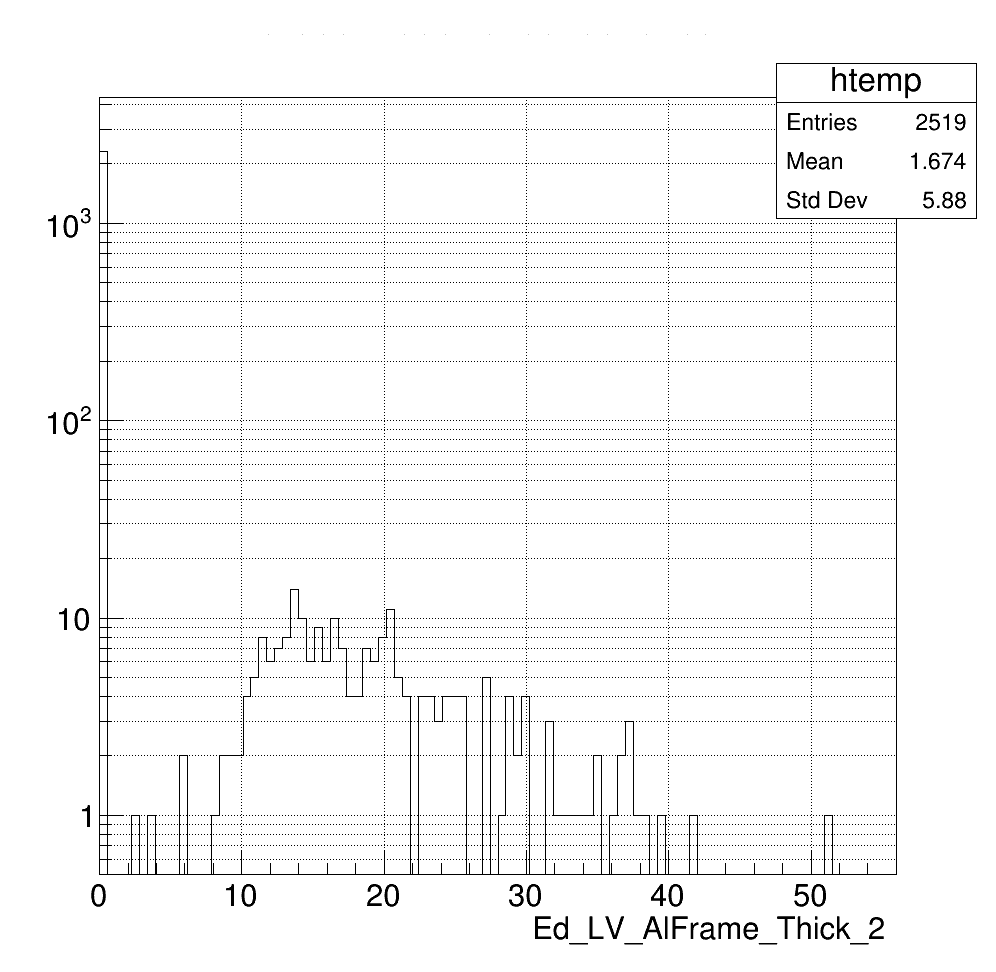 htemp
Entries 2519
Mean 1.674
Std Dev 5.88
10³
10²
10
1
0 10 20 30 40 50
Ed_LV_AlFrame_Thick_2